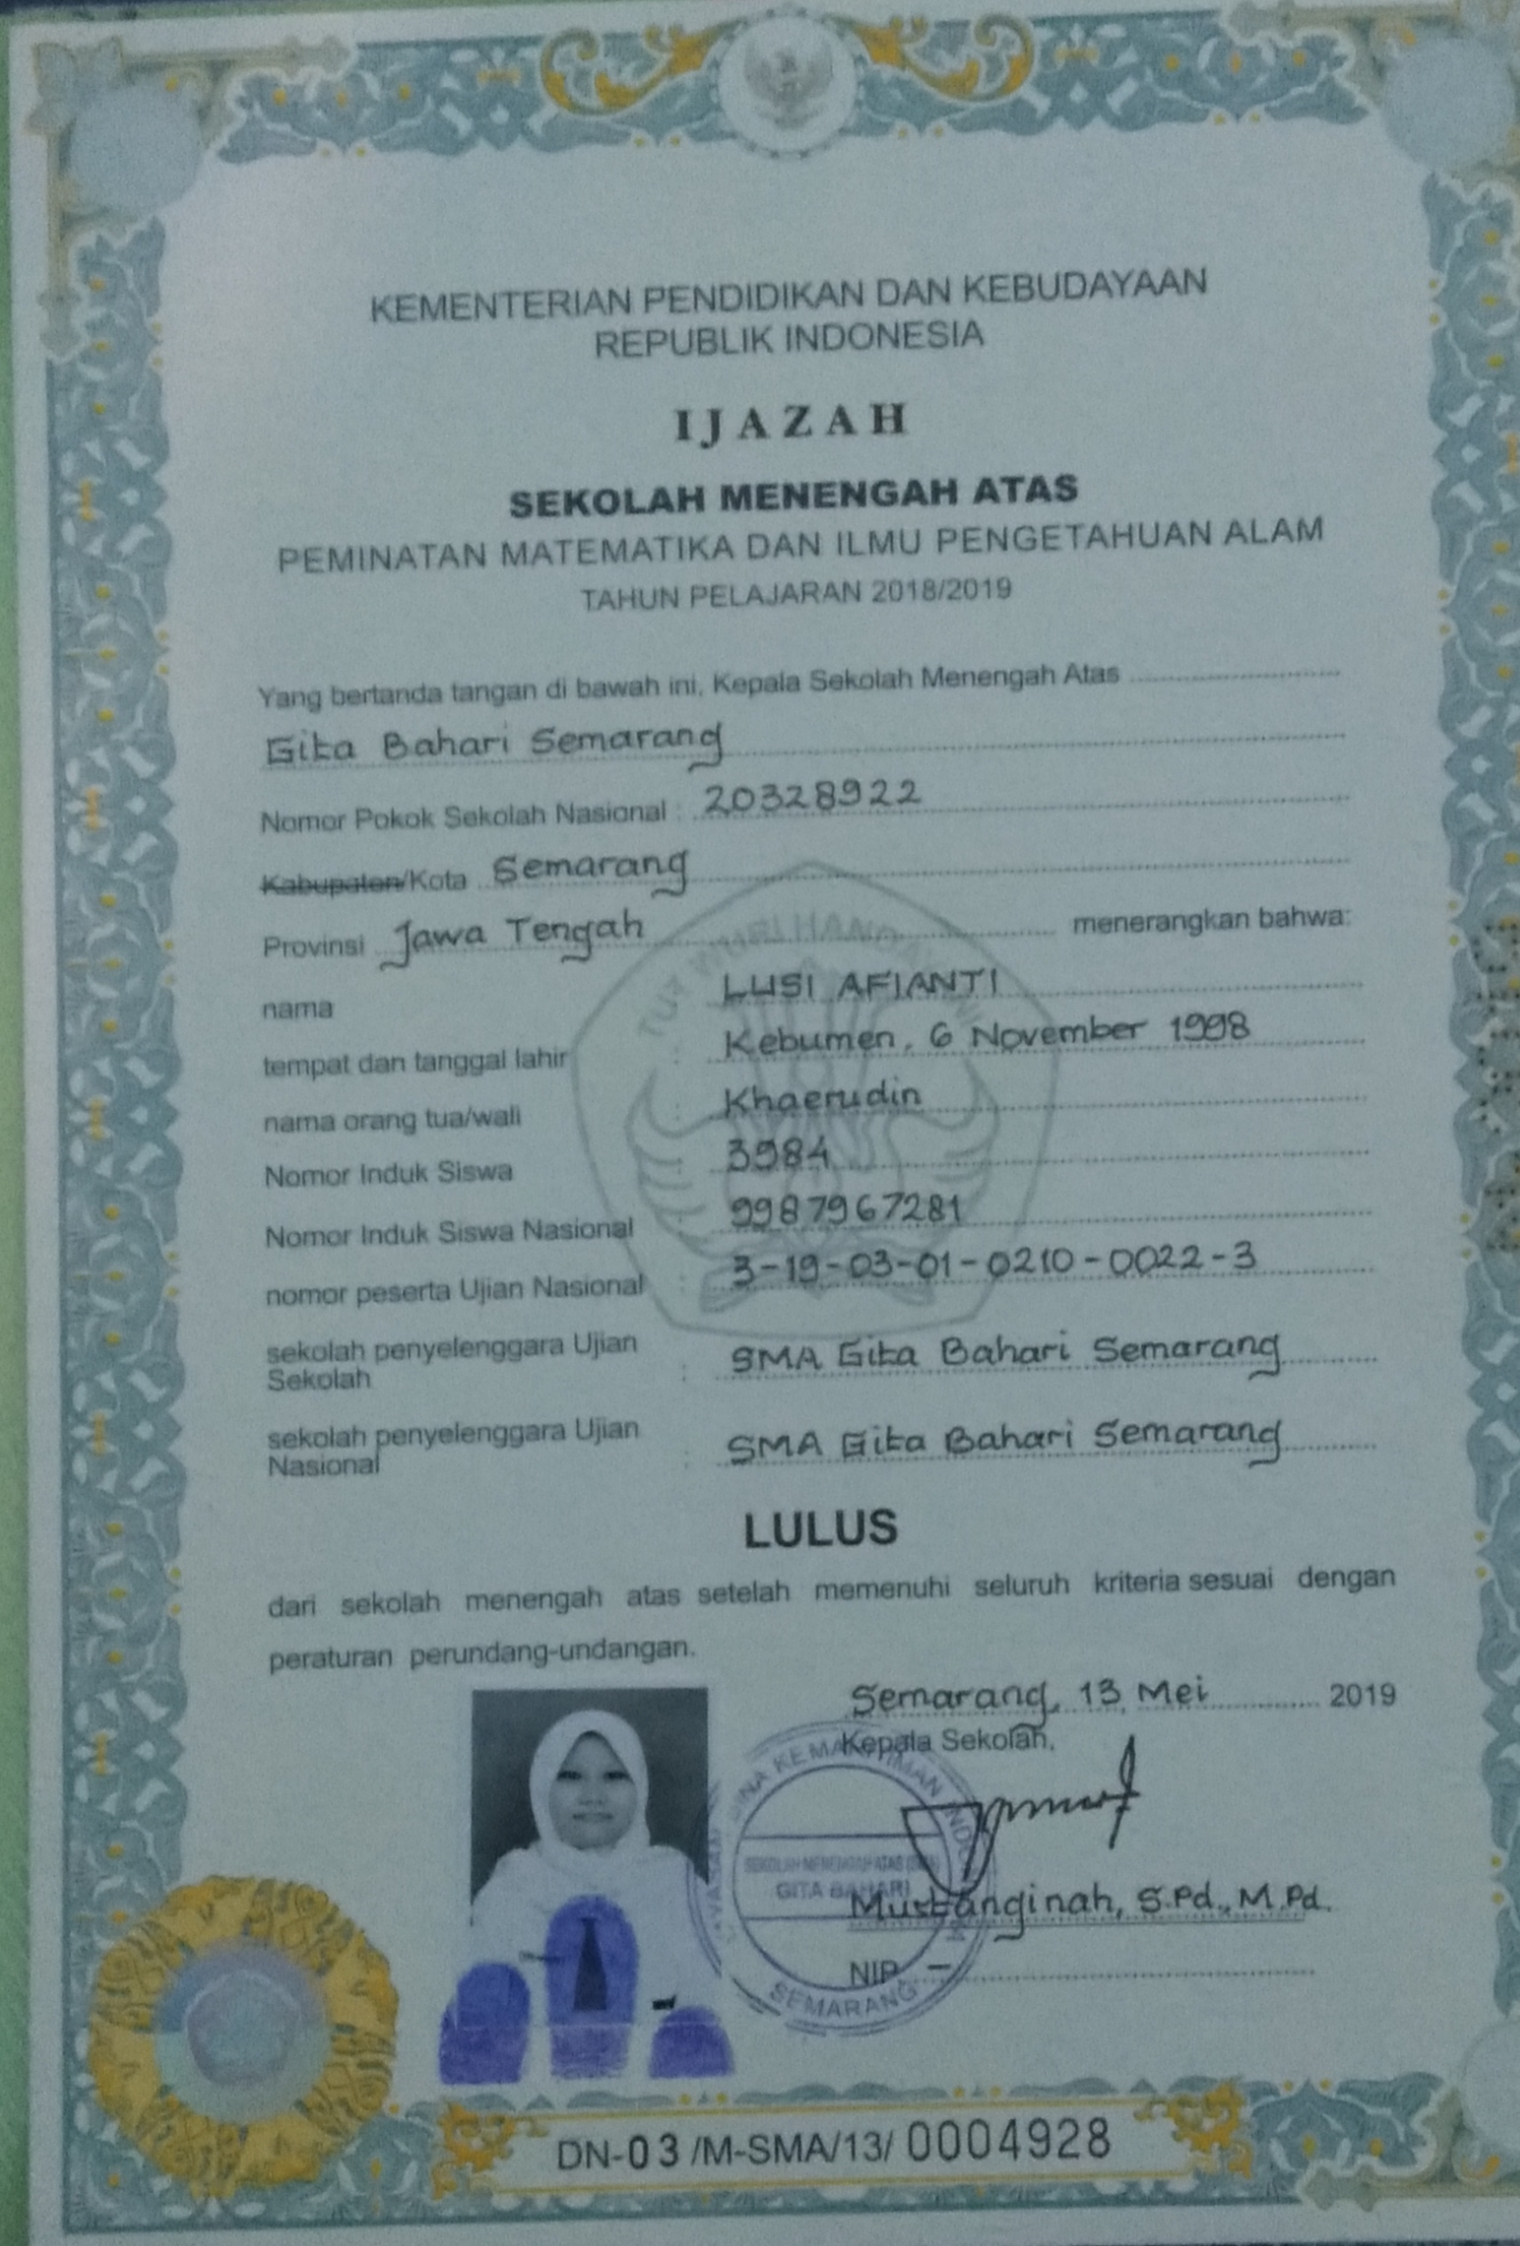 KEMENTERIAN PENDIDIKAN DAN KEBUDAYAAN
REPUBLIK INDONESIA
IJAZAH
SEKOLAH MENENGAH ATAS
PEMINATAN MATEMATIKA DAN ILMU PENGETAHUAN ALAM
TAHUN PELAJARAN 2018/2019
Yang bertanda tangan di bawah ini, Kepala Sekolah Menengah Atas
Gita Bahari Semarang
Nomor Pokok Sekolah Nasional : 20328922
Kabupaten/Kota Semarang
Provinsi Jawa Tengah menerangkan bahwa:
nama : LUSI AFIANTI
tempat dan tanggal lahir : Kebumen, 6 November 1998
nama orang tua/wali : Khaerudin
Nomor Induk Siswa : 3984
Nomor Induk Siswa Nasional : 9987967281
nomor peserta Ujian Nasional : 3-19-03-01-0210-0022-3
sekolah penyelenggara Ujian
Sekolah : SMA Gita Bahari Semarang
sekolah penyelenggara Ujian
Nasional : SMA Gita Bahari Semarang
LULUS
dari sekolah menengah atas setelah memenuhi seluruh kriteria sesuai dengan
peraturan perundang-undangan.
Semarang, 13 Mei 2019
Kepala Sekolah,
SEKOLAH MENENGAH ATAS (SMA)
GITA BAHARI
SEMARANG
Mustanginah, S.Pd., M.Pd.
NIP -
DN-03 /M-SMA/13/ 0004928